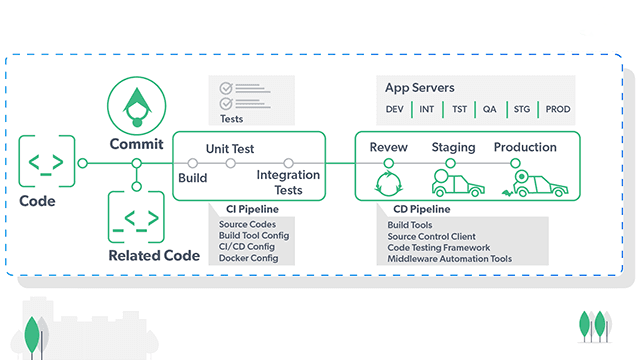 App Servers
DEV INT TST QA STG PROD
Tests
Commit
Unit Test
Revew Staging Production
Build
Integration
Tests
Code
Related Code
CI Pipeline
Source Codes
Build Tool Config
CI/CD Config
Docker Config
CD Pipeline
Build Tools
Source Control Client
Code Testing Framework
Middleware Automation Tools